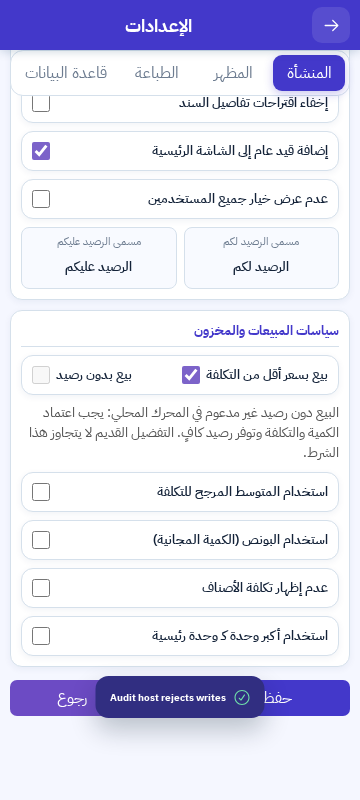 الإعدادات
المنشأة
المظهر
الطباعة
قاعدة البيانات
إخفاء اقتراحات تفاصيل السند
إضافة قيد عام إلى الشاشة الرئيسية
عدم عرض خيار جميع المستخدمين
مسمى الرصيد لكم
مسمى الرصيد عليكم
الرصيد لكم
الرصيد عليكم
سياسات المبيعات والمخزون
بيع بسعر أقل من التكلفة
بيع بدون رصيد
البيع دون رصيد غير مدعوم في المحرك المحلي: يجب اعتماد
الكمية والتكلفة وتوفر رصيد كافٍ. التفضيل القديم لا يتجاوز هذا
الشرط.
استخدام المتوسط المرجح للتكلفة
استخدام البونص (الكمية المجانية)
عدم إظهار تكلفة الأصناف
استخدام أكبر وحدة كـ وحدة رئيسية
حفظ
Audit host rejects writes
رجوع